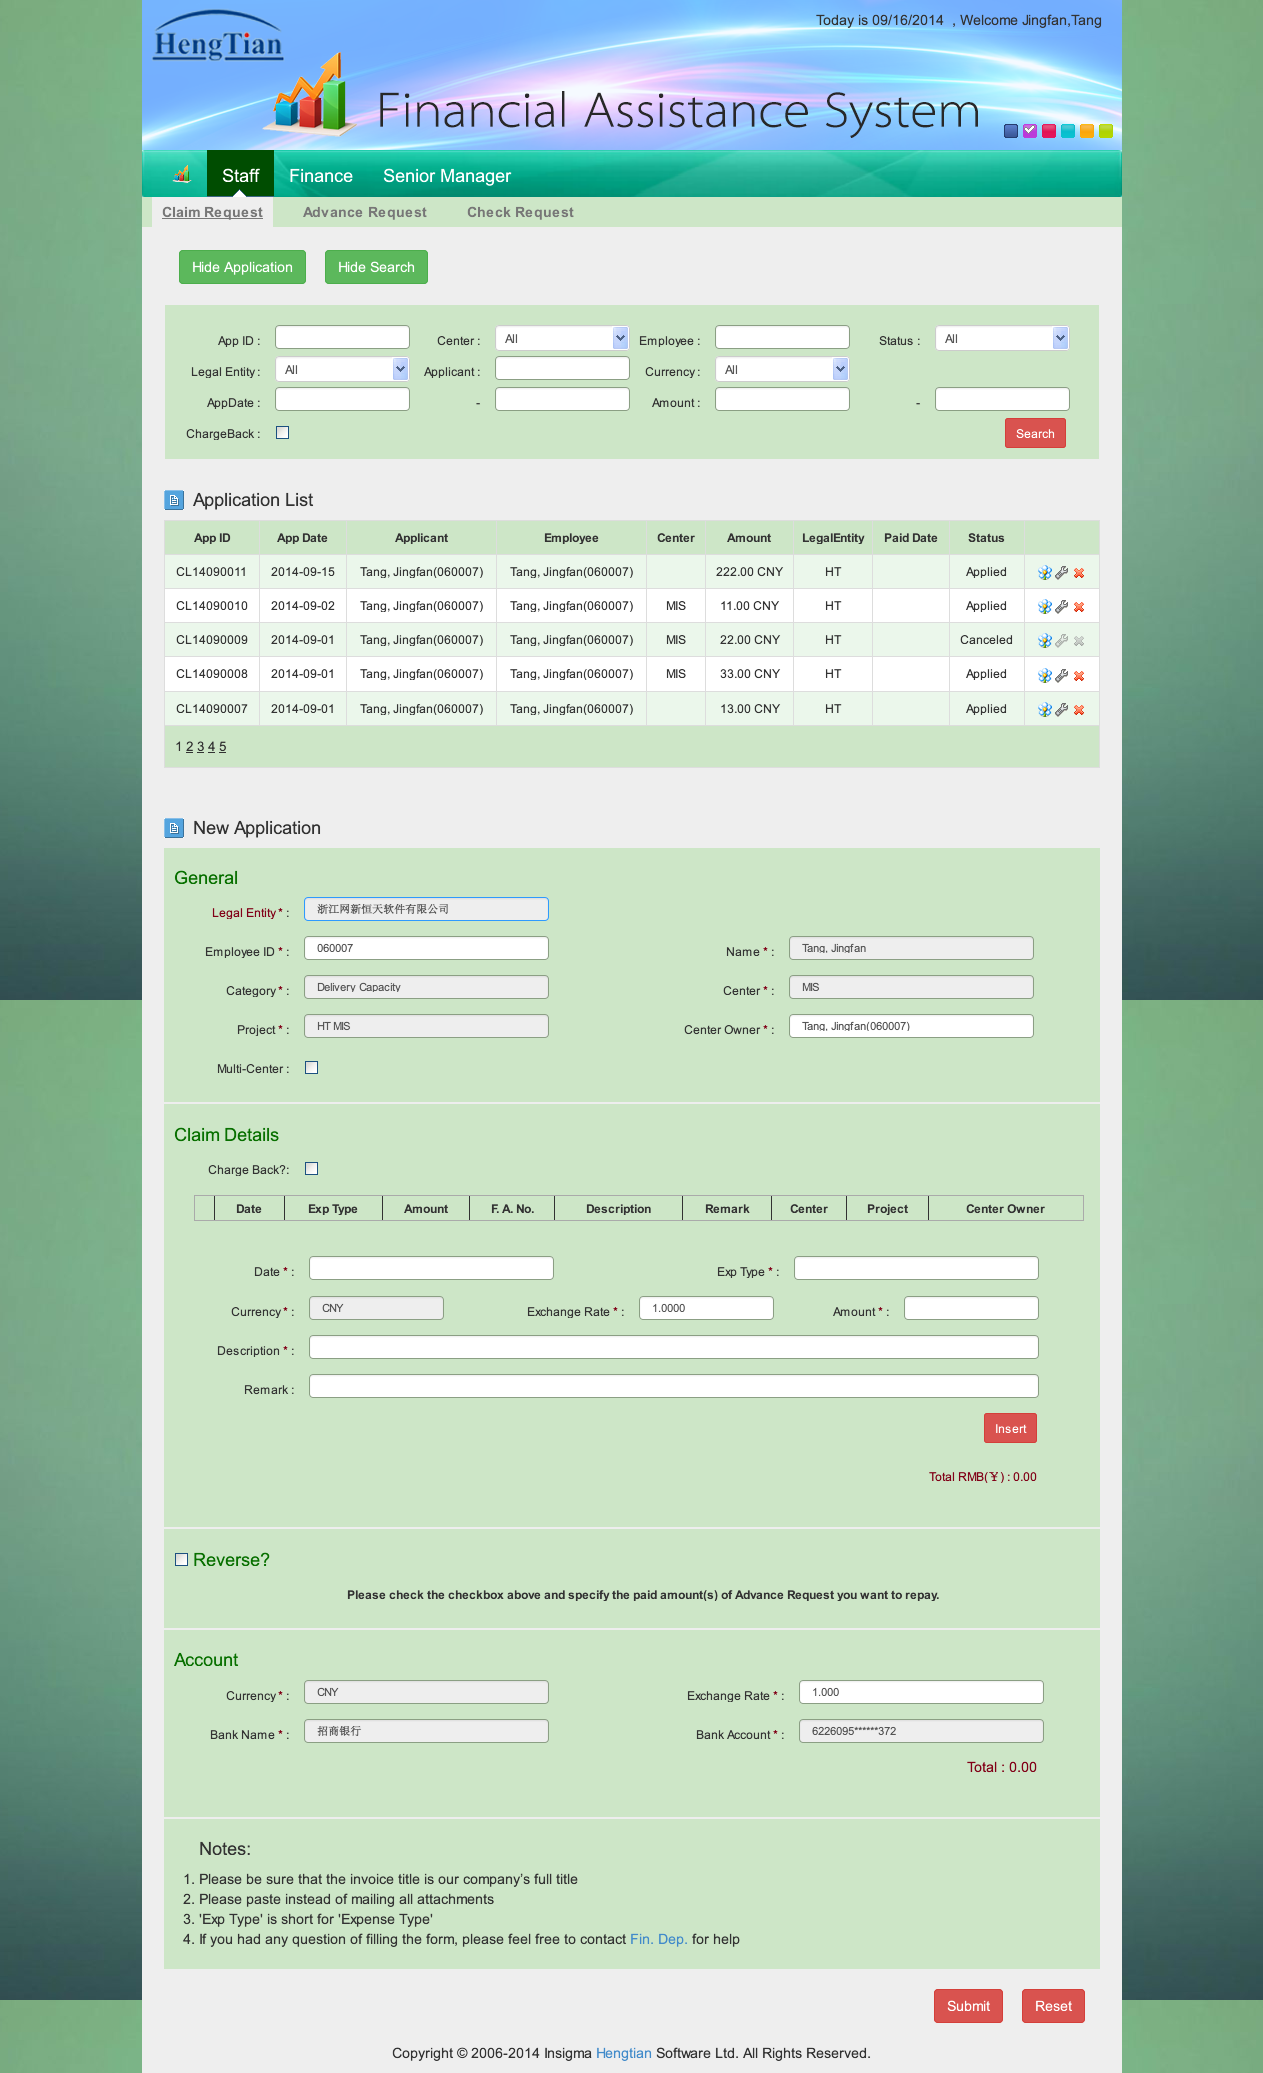 HengTian
Today is 09/16/2014 , Welcome Jingfan,Tang
Financial Assistance System
Staff Finance Senior Manager
Claim Request Advance Request Check Request
Hide Application Hide Search
App ID : Center : All Employee : Status : All
Legal Entity : All Applicant : Currency : All
AppDate : - Amount : -
ChargeBack : Search
Application List
App ID App Date Applicant Employee Center Amount LegalEntity Paid Date Status
CL14090011 2014-09-15 Tang, Jingfan(060007) Tang, Jingfan(060007) 222.00 CNY HT Applied
CL14090010 2014-09-02 Tang, Jingfan(060007) Tang, Jingfan(060007) MIS 11.00 CNY HT Applied
CL14090009 2014-09-01 Tang, Jingfan(060007) Tang, Jingfan(060007) MIS 22.00 CNY HT Canceled
CL14090008 2014-09-01 Tang, Jingfan(060007) Tang, Jingfan(060007) MIS 33.00 CNY HT Applied
CL14090007 2014-09-01 Tang, Jingfan(060007) Tang, Jingfan(060007) 13.00 CNY HT Applied
1 2 3 4 5
New Application
General
Legal Entity * : 浙江网新恒天软件有限公司
Employee ID * : 060007 Name * : Tang, Jingfan
Category * : Delivery Capacity Center * : MIS
Project * : HT MIS Center Owner * : Tang, Jingfan(060007)
Multi-Center :
Claim Details
Charge Back?:
Date Exp Type Amount F. A. No. Description Remark Center Project Center Owner
Date * : Exp Type * :
Currency * : CNY Exchange Rate * : 1.0000 Amount * :
Description * :
Remark :
Insert
Total RMB(￥) : 0.00
Reverse?
Please check the checkbox above and specify the paid amount(s) of Advance Request you want to repay.
Account
Currency * : CNY Exchange Rate * : 1.000
Bank Name * : 招商银行 Bank Account * : 6226095******372
Total : 0.00
Notes:
1. Please be sure that the invoice title is our company's full title
2. Please paste instead of mailing all attachments
3. 'Exp Type' is short for 'Expense Type'
4. If you had any question of filling the form, please feel free to contact Fin. Dep. for help
Submit Reset
Copyright © 2006-2014 Insigma Hengtian Software Ltd. All Rights Reserved.